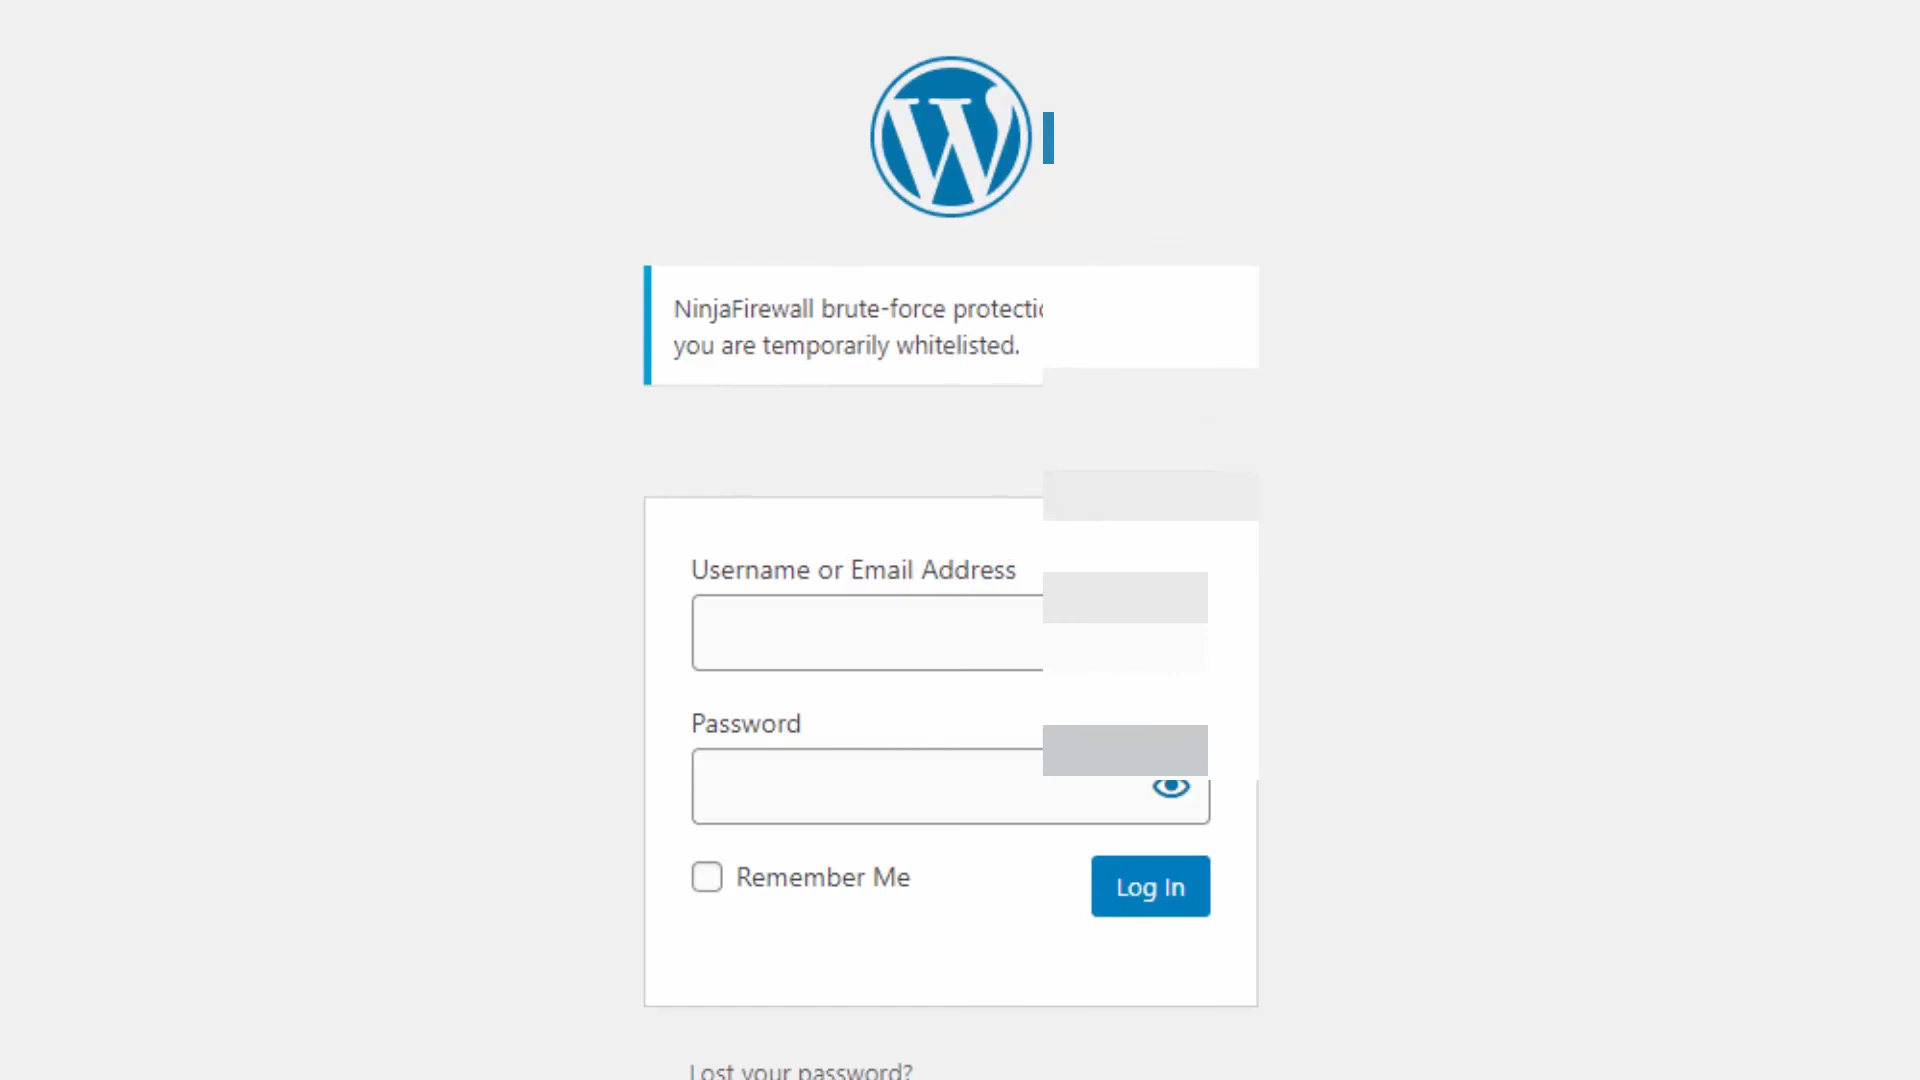 NinjaFirewall brute-force
you are temporarily whitelisted.
Username or Email Address
Password
Remember Me
Log In
Lost your password?